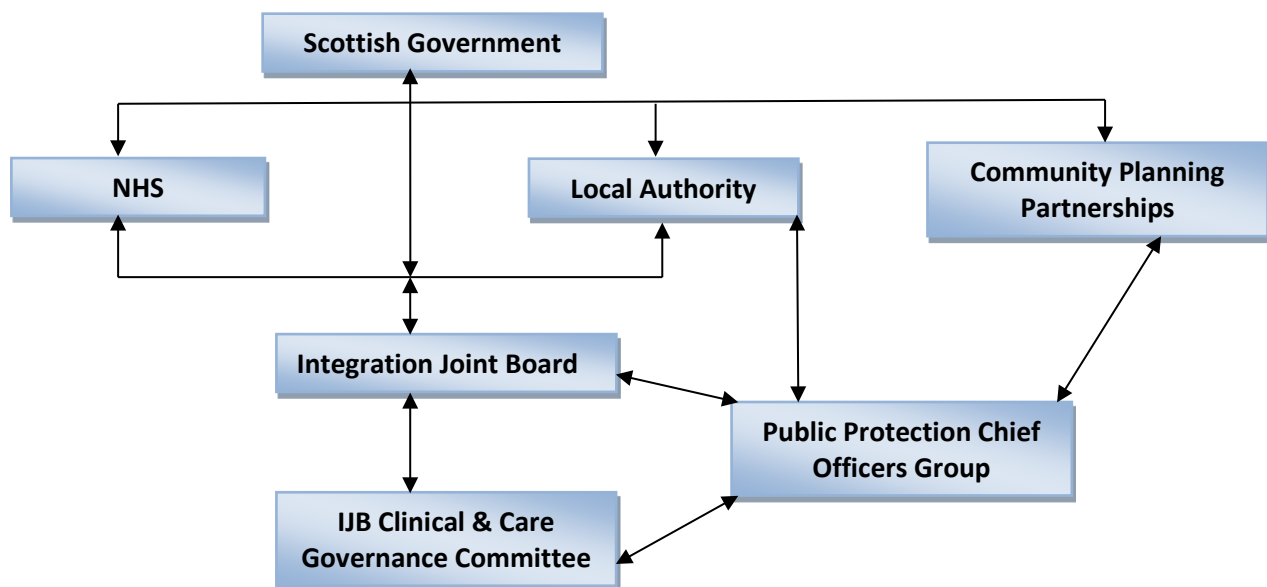 Scottish Government
NHS
Local Authority
Community Planning
Partnerships
Integration Joint Board
Public Protection Chief
Officers Group
IJB Clinical & Care
Governance Committee